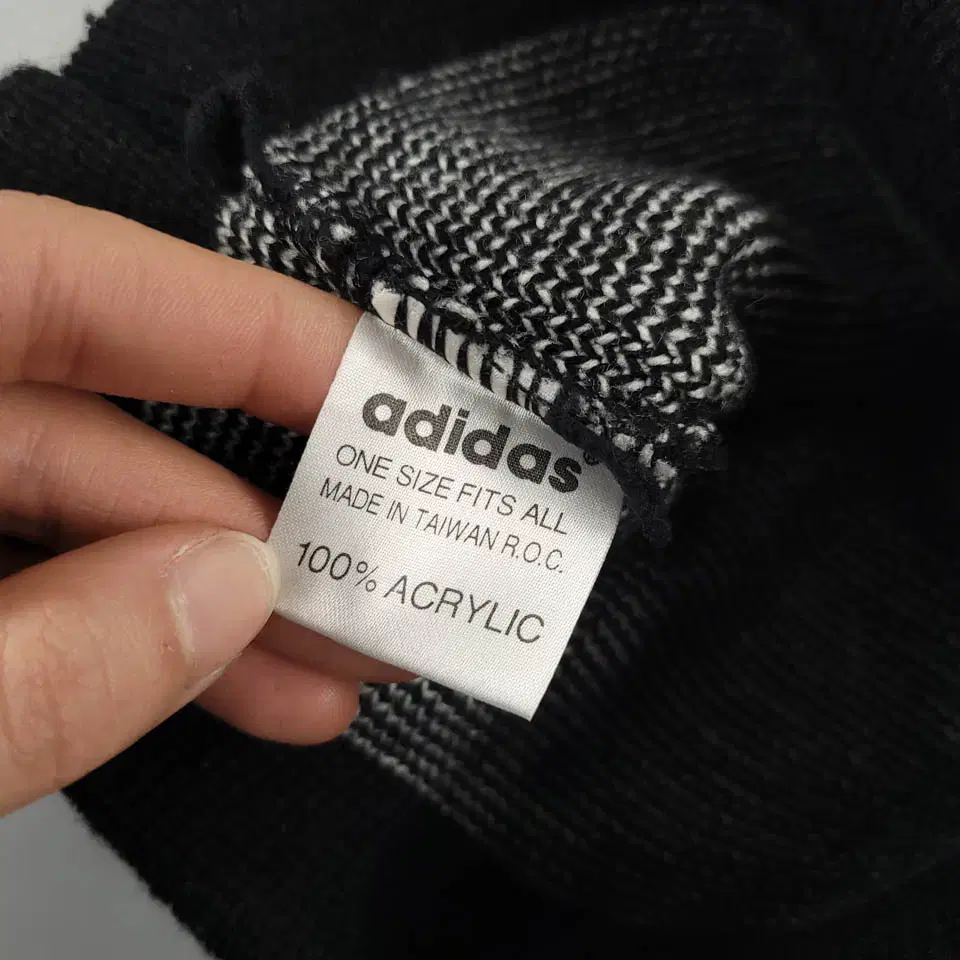 adidas®
ONE SIZE FITS ALL
MADE IN TAIWAN R.O.C.
100% ACRYLIC